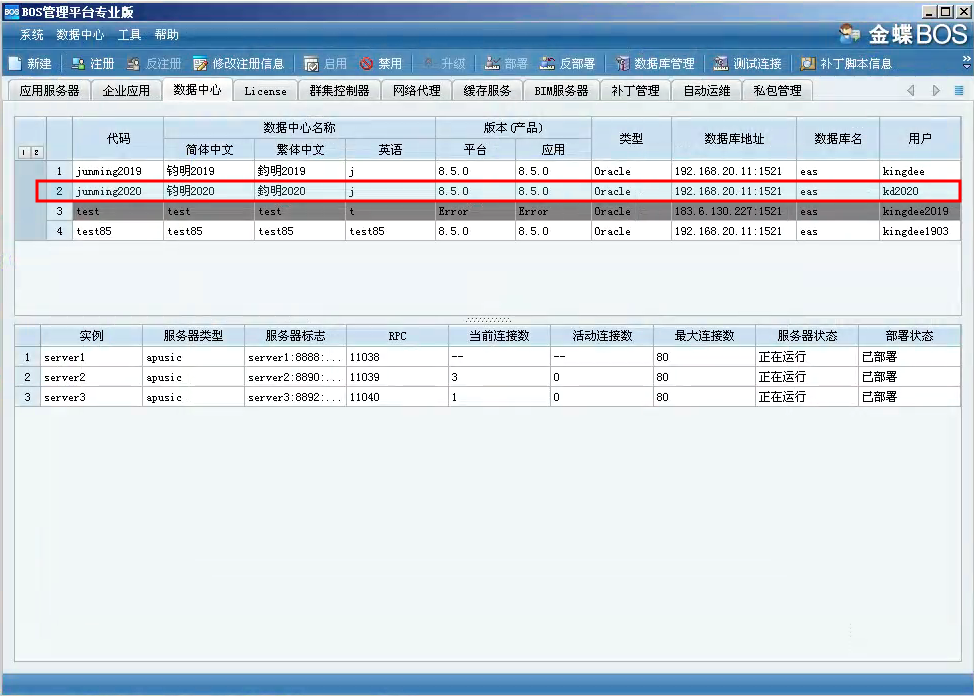 BOS BOS管理平台专业版
系统 数据中心 工具 帮助
金蝶BOS
新建 注册 反注册 修改注册信息 启用 禁用 升级 部署 反部署 数据库管理 测试连接 补丁脚本信息
应用服务器 企业应用 数据中心 License 群集控制器 网络代理 缓存服务 BIM服务器 补丁管理 自动运维 私包管理
代码 数据中心名称 版本(产品) 类型 数据库地址 数据库名 用户
1 2 简体中文 繁体中文 英语 平台 应用
1 junming2019 钧明2019 鈞明2019 j 8.5.0 8.5.0 Oracle 192.168.20.11:1521 eas kingdee
2 junming2020 钧明2020 鈞明2020 j 8.5.0 8.5.0 Oracle 192.168.20.11:1521 eas kd2020
3 test test test t Error Error Oracle 183.6.130.227:1521 eas kingdee2019
4 test85 test85 test85 test85 8.5.0 8.5.0 Oracle 192.168.20.11:1521 eas kingdee1903
实例 服务器类型 服务器标志 RPC 当前连接数 活动连接数 最大连接数 服务器状态 部署状态
1 server1 apusic server1:8888:... 11038 -- -- 80 正在运行 已部署
2 server2 apusic server2:8890:... 11039 3 0 80 正在运行 已部署
3 server3 apusic server3:8892:... 11040 1 0 80 正在运行 已部署